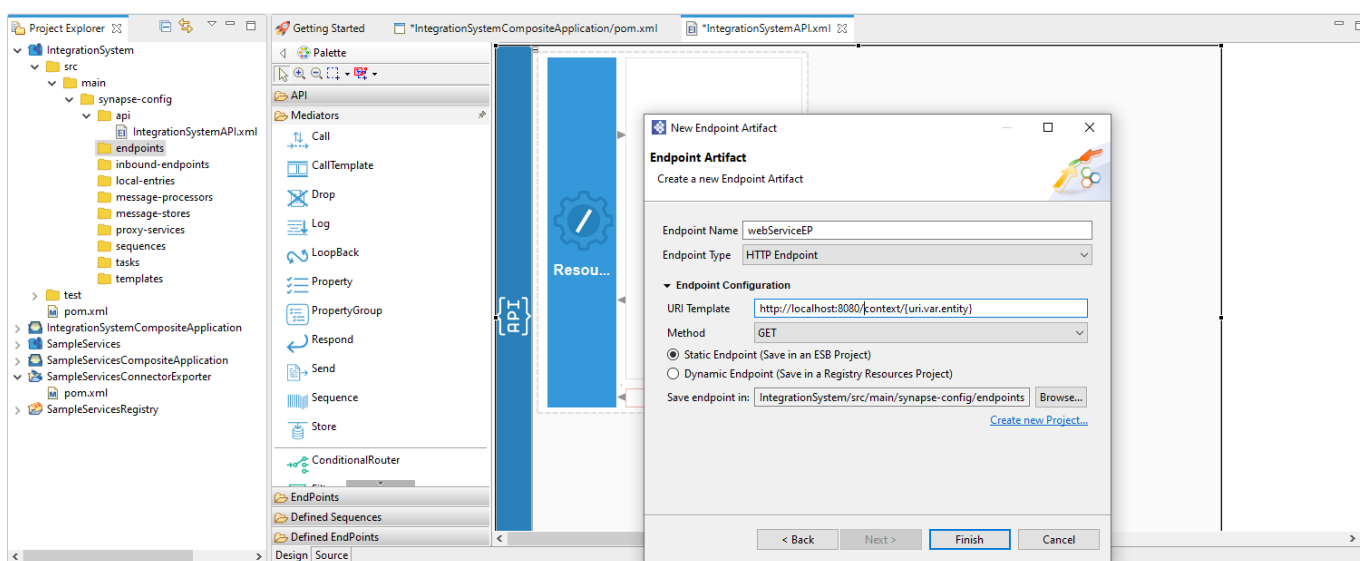 Project Explorer
IntegrationSystem
src
main
synapse-config
api
IntegrationSystemAPI.xml
endpoints
inbound-endpoints
local-entries
message-processors
message-stores
proxy-services
sequences
tasks
templates
test
pom.xml
IntegrationSystemCompositeApplication
SampleServices
SampleServicesCompositeApplication
SampleServicesConnectorExporter
pom.xml
SampleServicesRegistry
Getting Started
*IntegrationSystemCompositeApplication/pom.xml
*IntegrationSystemAPI.xml
Palette
API
Mediators
Call
CallTemplate
Drop
Log
LoopBack
Property
PropertyGroup
Respond
Send
Sequence
Store
ConditionalRouter
EndPoints
Defined Sequences
Defined EndPoints
Design Source
API
Resou...
New Endpoint Artifact
Endpoint Artifact
Create a new Endpoint Artifact
Endpoint Name webServiceEP
Endpoint Type HTTP Endpoint
Endpoint Configuration
URI Template http://localhost:8080/context/{uri.var.entity}
Method GET
Static Endpoint (Save in an ESB Project)
Dynamic Endpoint (Save in a Registry Resources Project)
Save endpoint in: IntegrationSystem/src/main/synapse-config/endpoints Browse...
Create new Project...
< Back Next > Finish Cancel